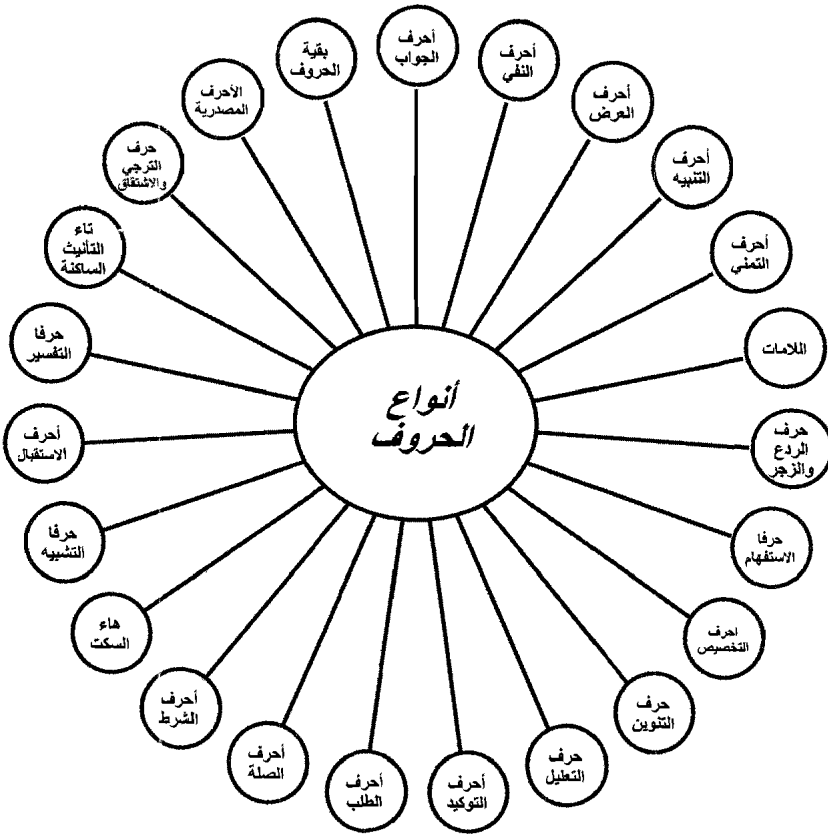 أنواع
الحروف
أحرف
الجواب
أحرف
النفي
أحرف
العرض
أحرف
التنبيه
أحرف
التمني
اللامات
حرف
الردع
والزجر
حرفا
الاستفهام
احرف
التخصيص
حرف
التنوين
حرف
التعليل
أحرف
التوكيد
أحرف
الطلب
أحرف
الصلة
أحرف
الشرط
هاء
السكت
حرفا
التشبيه
أحرف
الاستقبال
حرفا
التفسير
تاء
التأنيث
الساكنة
حرف
الترجي
والاشتقاق
الأحرف
المصدرية
بقية
الحروف